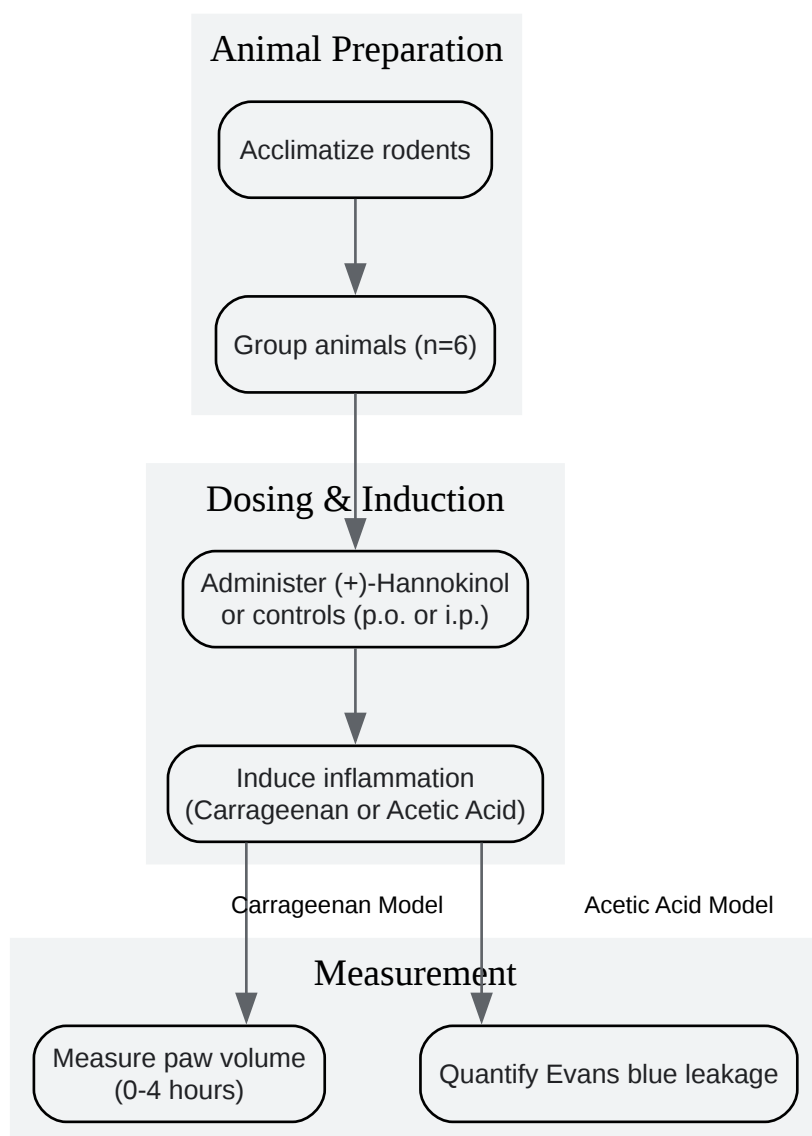 Animal Preparation
Acclimatize rodents
Group animals (n=6)
Dosing & Induction
Administer (+)-Hannokinol
or controls (p.o. or i.p.)
Induce inflammation
(Carrageenan or Acetic Acid)
Carrageenan Model
Acetic Acid Model
Measurement
Measure paw volume
(0-4 hours)
Quantify Evans blue leakage